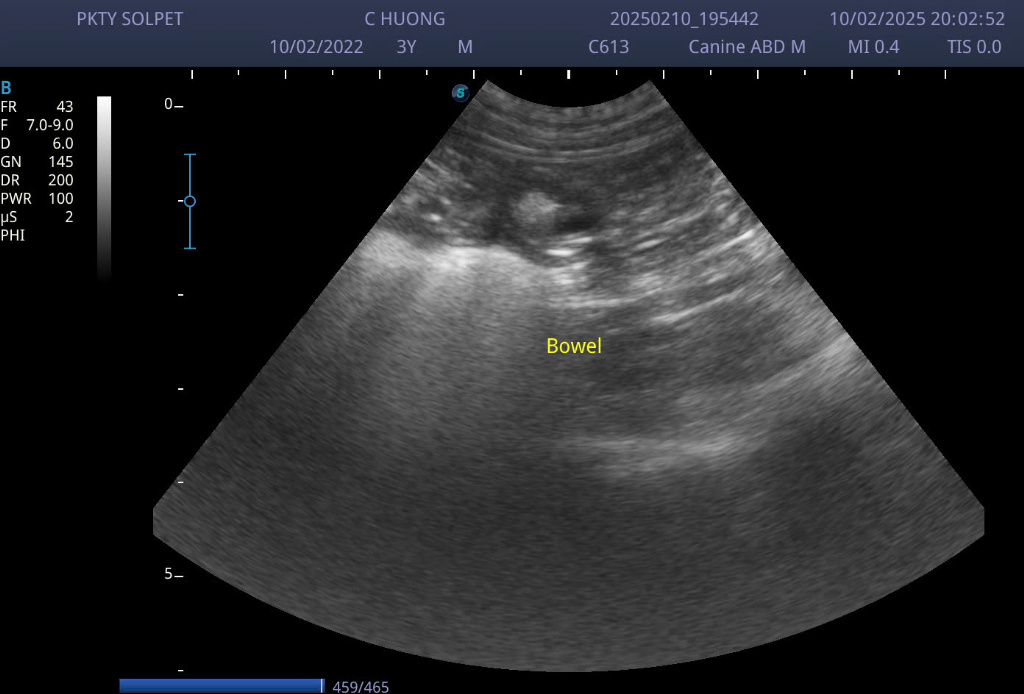 PKTY SOLPET C HUONG 20250210_195442 10/02/2025 20:02:52
10/02/2022 3Y M C613 Canine ABD M MI 0.4 TIS 0.0
B
FR 43
F 7.0-9.0
D 6.0
GN 145
DR 200
PWR 100
µS 2
PHI
S
0
Bowel
5
459/465